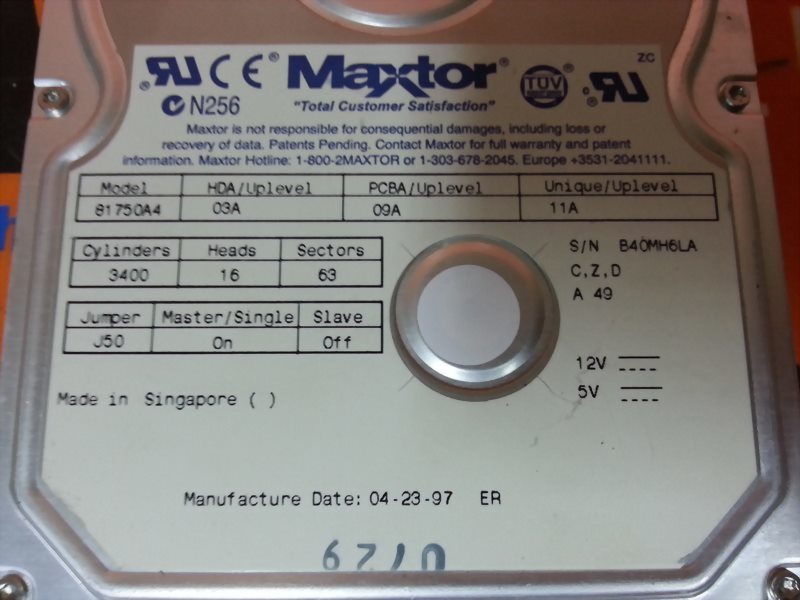 ZC
RU CE ® Maxtor ® TÜV RU
N256 "Total Customer Satisfaction"
Maxtor is not responsible for consequential damages, including loss or
recovery of data. Patents Pending. Contact Maxtor for full warranty and patent
information. Maxtor Hotline: 1-800-2MAXTOR or 1-303-678-2045. Europe +3531-2041111.
Model HDA/Uplevel PCBA/Uplevel Unique/Uplevel
81750A4 03A 09A 11A
Cylinders Heads Sectors
3400 16 63
S/N B40MH6LA
C,Z,D
A 49
Jumper Master/Single Slave
J50 On Off
12V
5V
Made in Singapore ( )
Manufacture Date: 04-23-97 ER